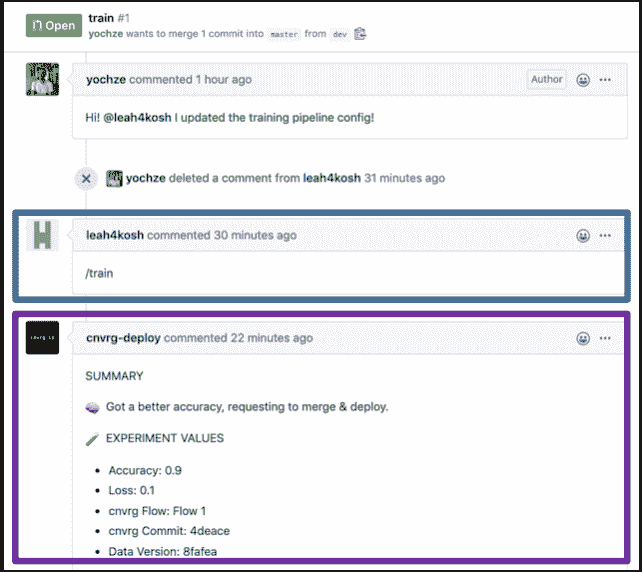 Open
train #1
yochze wants to merge 1 commit into master from dev
yochze commented 1 hour ago
Author
Hi! @leah4kosh I updated the training pipeline config!
yochze deleted a comment from leah4kosh 31 minutes ago
leah4kosh commented 30 minutes ago
/train
cnvrg-deploy commented 22 minutes ago
SUMMARY
Got a better accuracy, requesting to merge & deploy.
EXPERIMENT VALUES
• Accuracy: 0.9
• Loss: 0.1
• cnvrg Flow: Flow 1
• cnvrg Commit: 4deace
• Data Version: 8fafea